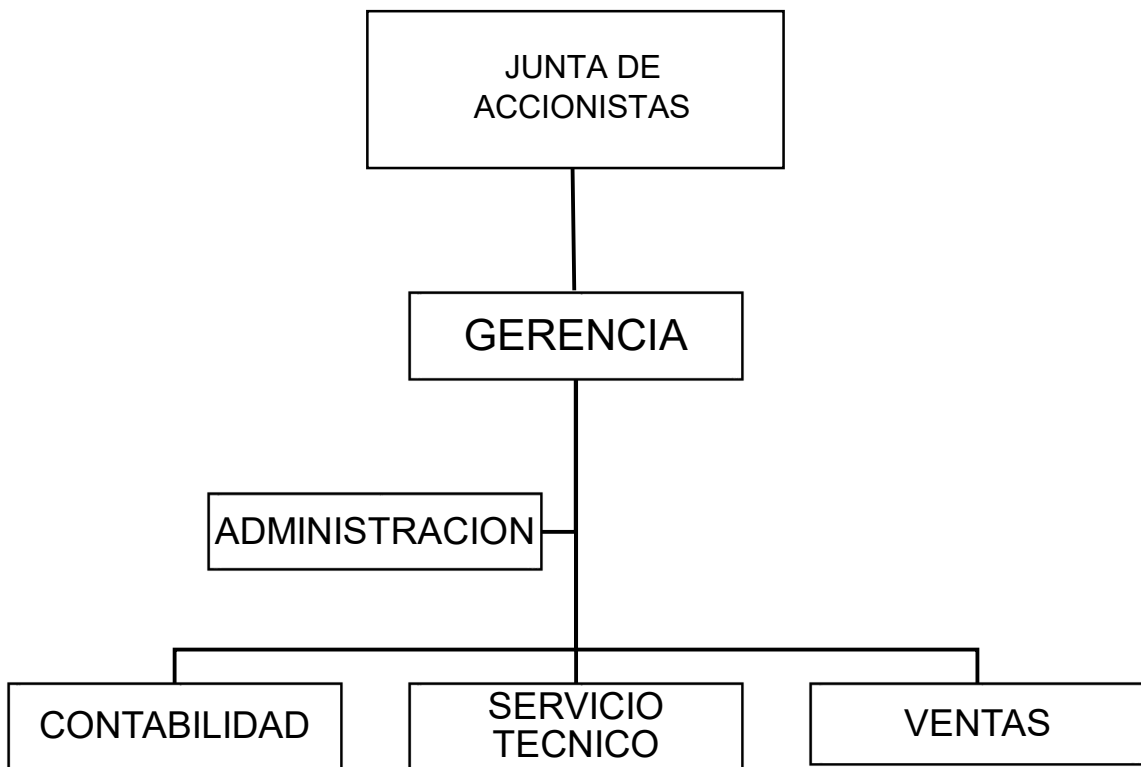 JUNTA DE
ACCIONISTAS
GERENCIA
ADMINISTRACION
CONTABILIDAD
SERVICIO
TECNICO
VENTAS